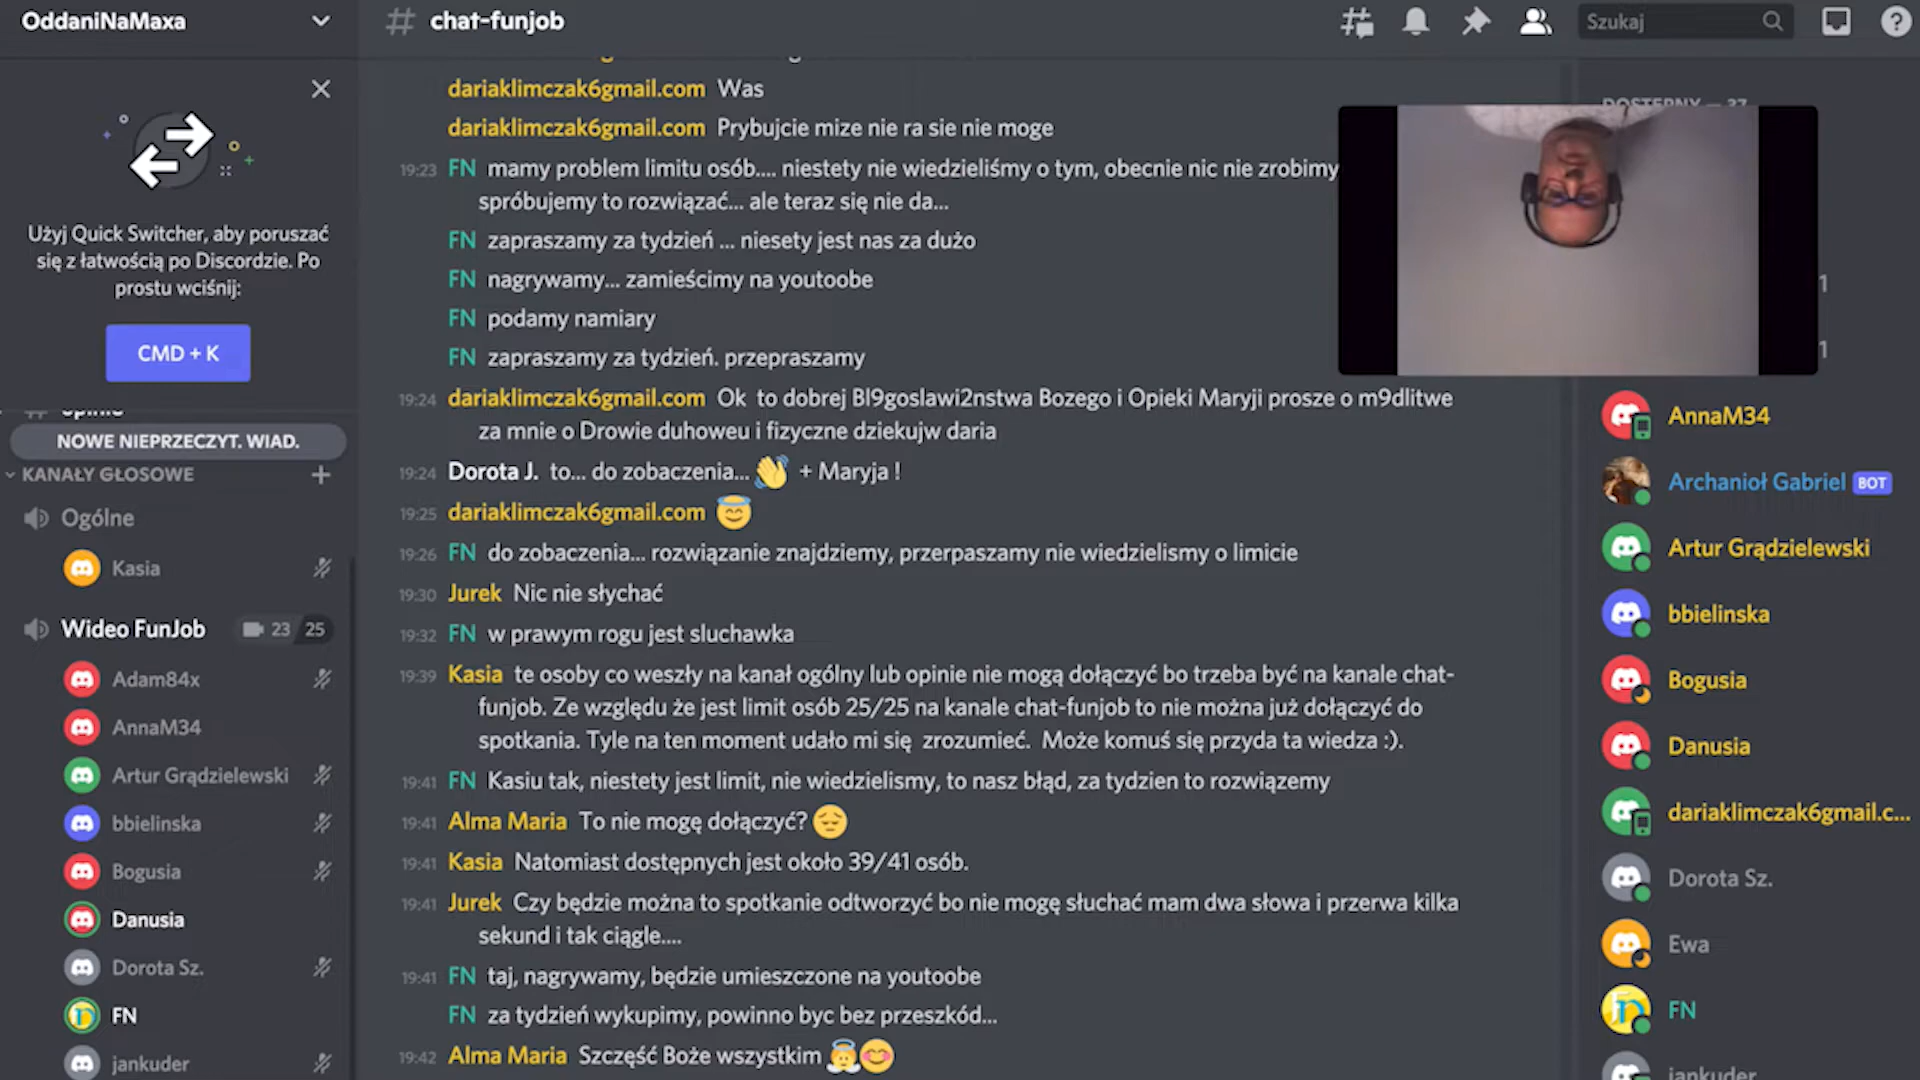 OddaniNaMaxa
Użyj Quick Switcher, aby poruszać
się z łatwością po Discordzie. Po
prostu wciśnij:
CMD + K
opinie
NOWE NIEPRZECZYT. WIAD.
KANAŁY GŁOSOWE
Ogólne
Kasia
Wideo FunJob 23 25
Adam84x
AnnaM34
Artur Grądzielewski
bbielinska
Bogusia
Danusia
Dorota Sz.
FN
jankuder
chat-funjob
Szukaj
dariaklimczak6gmail.com Was
dariaklimczak6gmail.com Prybujcie mize nie ra sie nie moge
19:23 FN mamy problem limitu osób.... niestety nie wiedzieliśmy o tym, obecnie nic nie zrobimy
spróbujemy to rozwiązać... ale teraz się nie da...
FN zapraszamy za tydzień ... niesety jest nas za dużo
FN nagrywamy... zamieścimy na youtoobe
FN podamy namiary
FN zapraszamy za tydzień. przepraszamy
19:24 dariaklimczak6gmail.com Ok to dobrej Bl9goslawi2nstwa Bozego i Opieki Maryji prosze o m9dlitwe
za mnie o Drowie duhoweu i fizyczne dziekujw daria
19:24 Dorota J. to... do zobaczenia... 👋 + Maryja !
19:25 dariaklimczak6gmail.com 😇
19:26 FN do zobaczenia... rozwiązanie znajdziemy, przerpaszamy nie wiedzielismy o limicie
19:30 Jurek Nic nie słychać
19:32 FN w prawym rogu jest sluchawka
19:39 Kasia te osoby co weszły na kanał ogólny lub opinie nie mogą dołączyć bo trzeba być na kanale chat-
funjob. Ze względu że jest limit osób 25/25 na kanale chat-funjob to nie można już dołączyć do
spotkania. Tyle na ten moment udało mi się zrozumieć. Może komuś się przyda ta wiedza :).
19:41 FN Kasiu tak, niestety jest limit, nie wiedzielismy, to nasz błąd, za tydzien to rozwiązemy
19:41 Alma Maria To nie mogę dołączyć? 😔
19:41 Kasia Natomiast dostępnych jest około 39/41 osób.
19:41 Jurek Czy będzie można to spotkanie odtworzyć bo nie mogę słuchać mam dwa słowa i przerwa kilka
sekund i tak ciągle....
19:41 FN taj, nagrywamy, będzie umieszczone na youtoobe
FN za tydzień wykupimy, powinno byc bez przeszkód...
19:42 Alma Maria Szczęść Boże wszystkim 👼😊
DOSTĘPNY — 37
1
1
AnnaM34
Archanioł Gabriel BOT
Artur Grądzielewski
bbielinska
Bogusia
Danusia
dariaklimczak6gmail.c...
Dorota Sz.
Ewa
FN
jankuder